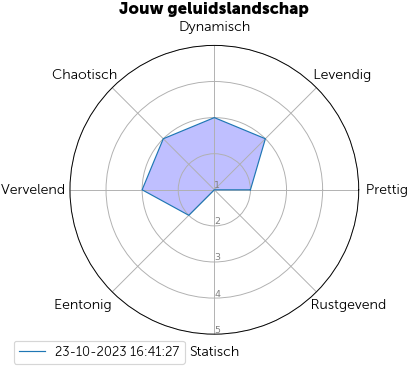 Jouw geluidslandschap
Dynamisch
Chaotisch
Levendig
Vervelend
1
Prettig
2
3
4
Eentonig
Rustgevend
5
23-10-2023 16:41:27
Statisch